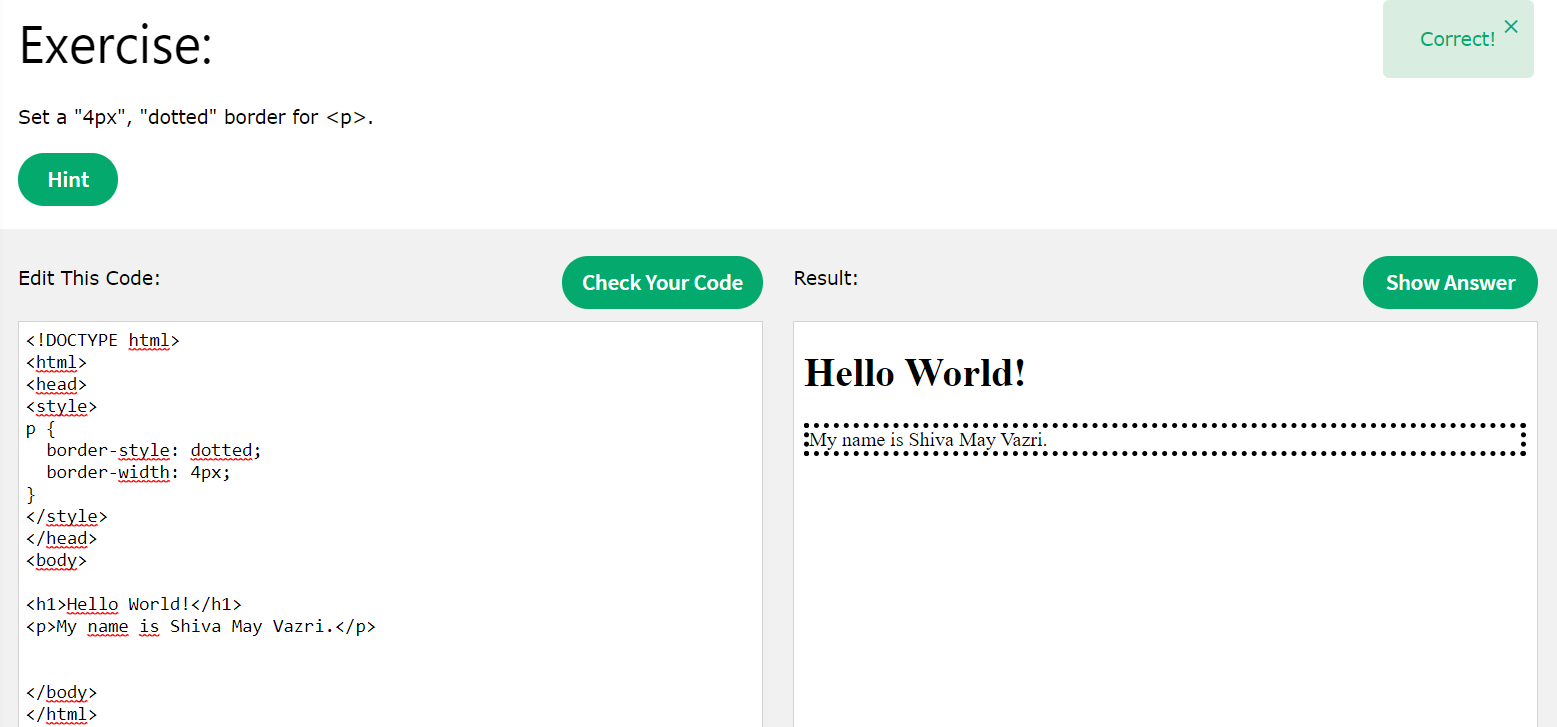 Exercise:
Correct!
×
Set a "4px", "dotted" border for <p>.
Hint
Edit This Code:
Check Your Code
<!DOCTYPE html>
<html>
<head>
<style>
p {
  border-style: dotted;
  border-width: 4px;
}
</style>
</head>
<body>
<h1>Hello World!</h1>
<p>My name is Shiva May Vazri.</p>
</body>
</html>
Result:
Show Answer
Hello World!
My name is Shiva May Vazri.